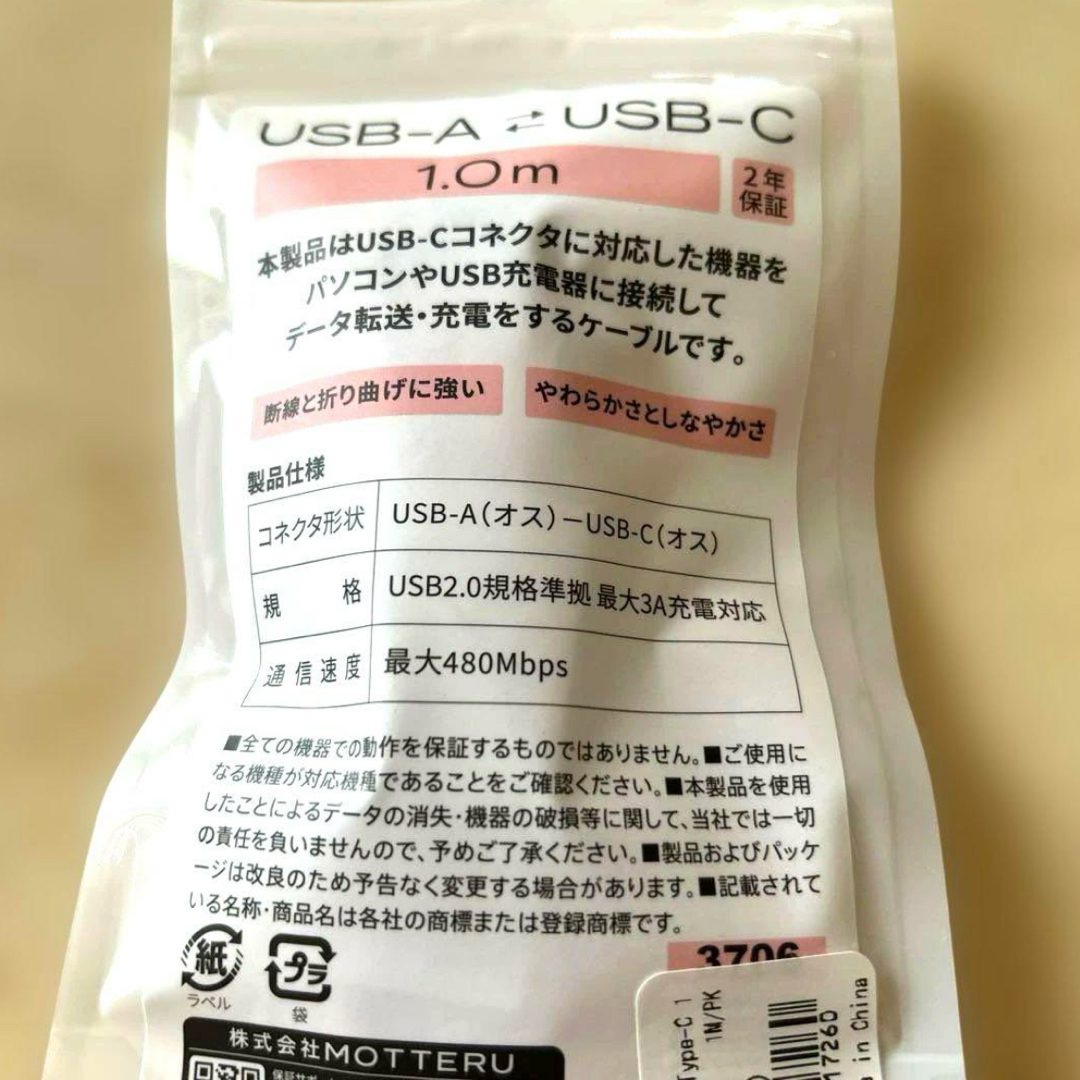 USB-A ⇄ USB-C
1.0m
2年
保証
本製品はUSB-Cコネクタに対応した機器を
パソコンやUSB充電器に接続して
データ転送・充電をするケーブルです。
断線と折り曲げに強い
やわらかさとしなやかさ
製品仕様
コネクタ形状 USB-A(オス)－USB-C(オス)
規格 USB2.0規格準拠 最大3A充電対応
通信速度 最大480Mbps
■全ての機器での動作を保証するものではありません。■ご使用に
なる機種が対応機種であることをご確認ください。■本製品を使用
したことによるデータの消失・機器の破損等に関して、当社では一切
の責任を負いませんので、予めご了承ください。■製品およびパッケ
ージは改良のため予告なく変更する場合があります。■記載されて
いる名称・商品名は各社の商標または登録商標です。
紙
ラベル
プラ
袋
3706
株式会社MOTTERU
保証サポ
Type-C 1
1M/PK
17260
in China